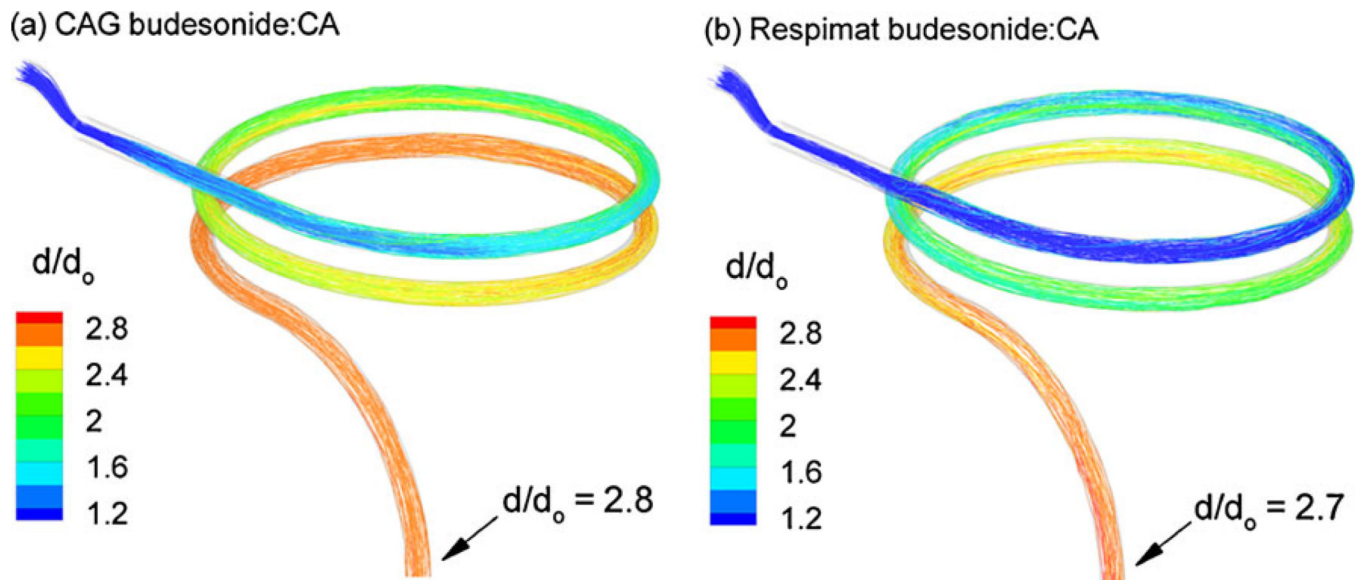 (a) CAG budesonide:CA
d/do
2.8
2.4
2
1.6
1.2
d/do = 2.8
(b) Respimat budesonide:CA
d/do
2.8
2.4
2
1.6
1.2
d/do = 2.7